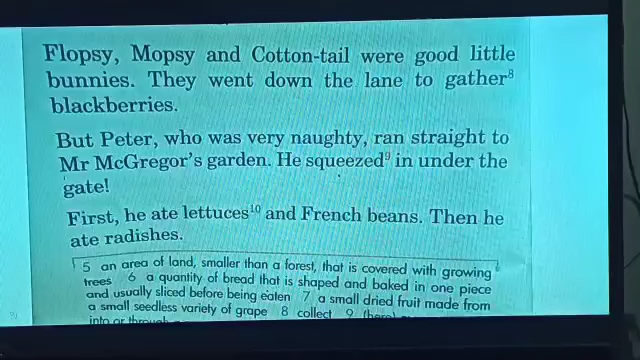 Flopsy, Mopsy and Cotton-tail were good little
bunnies. They went down the lane to gather⁸
blackberries.
But Peter, who was very naughty, ran straight to
Mr McGregor's garden. He squeezed⁹ in under the
gate!
First, he ate lettuces¹⁰ and French beans. Then he
ate radishes.
5 an area of land, smaller than a forest, that is covered with growing
trees 6 a quantity of bread that is shaped and baked in one piece
and usually sliced before being eaten 7 a small dried fruit made from
a small seedless variety of grape 8 collect 9 (here)
into or through